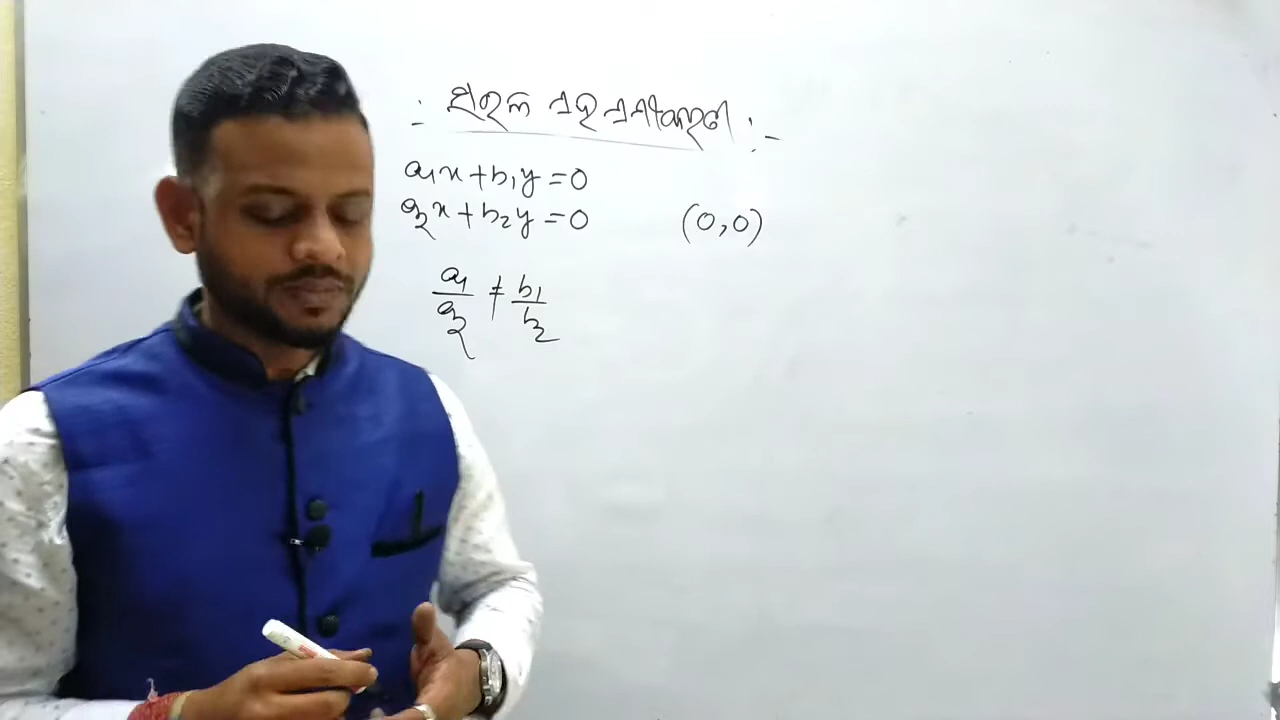 a₁x + b₁y = 0
a₂x + b₂y = 0
(0,0)
a₁/a₂ ≠ b₁/b₂